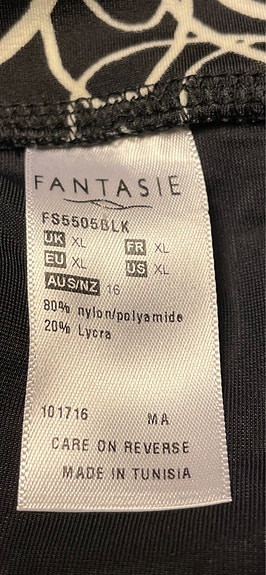 FANTASIE
FS5505BLK
UK XL
FR XL
EU XL
US XL
AUS/NZ 16
80% nylon/polyamide
20% Lycra
101716 MA
CARE ON REVERSE
MADE IN TUNISIA